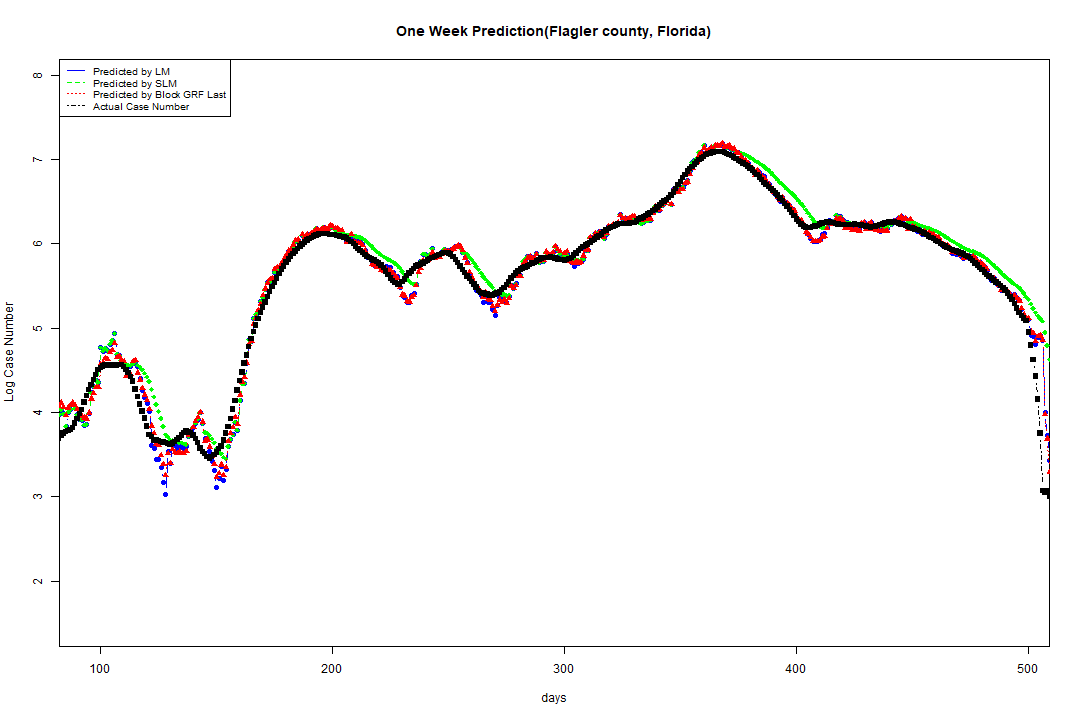 One Week Prediction(Flagler county, Florida)
Predicted by LM
Predicted by SLM
Predicted by Block GRF Last
Actual Case Number
8
7
6
5
4
3
2
Log Case Number
100 200 300 400 500
days